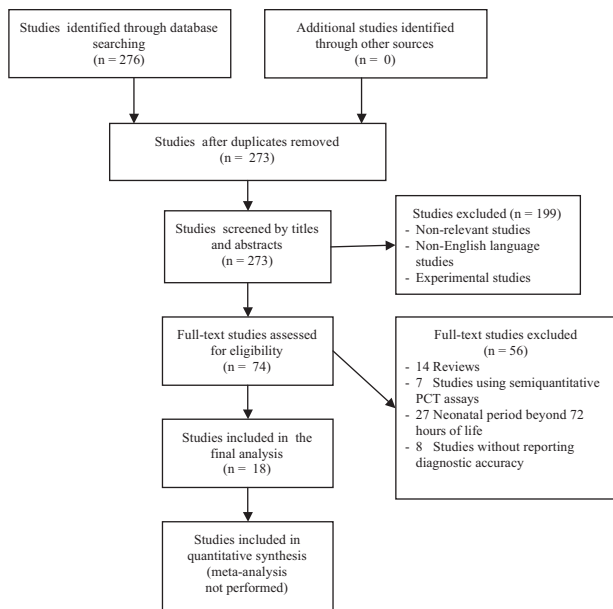 Studies identified through database
searching
(n = 276)
Additional studies identified
through other sources
(n = 0)
Studies after duplicates removed
(n = 273)
Studies screened by titles
and abstracts
(n = 273)
Studies excluded (n = 199)
- Non-relevant studies
- Non-English language
studies
- Experimental studies
Full-text studies assessed
for eligibility
(n = 74)
Full-text studies excluded
(n = 56)
- 14 Reviews
- 7 Studies using semiquantitative
PCT assays
- 27 Neonatal period beyond 72
hours of life
- 8 Studies without reporting
diagnostic accuracy
Studies included in the
final analysis
(n = 18)
Studies included in
quantitative synthesis
(meta-analysis
not performed)